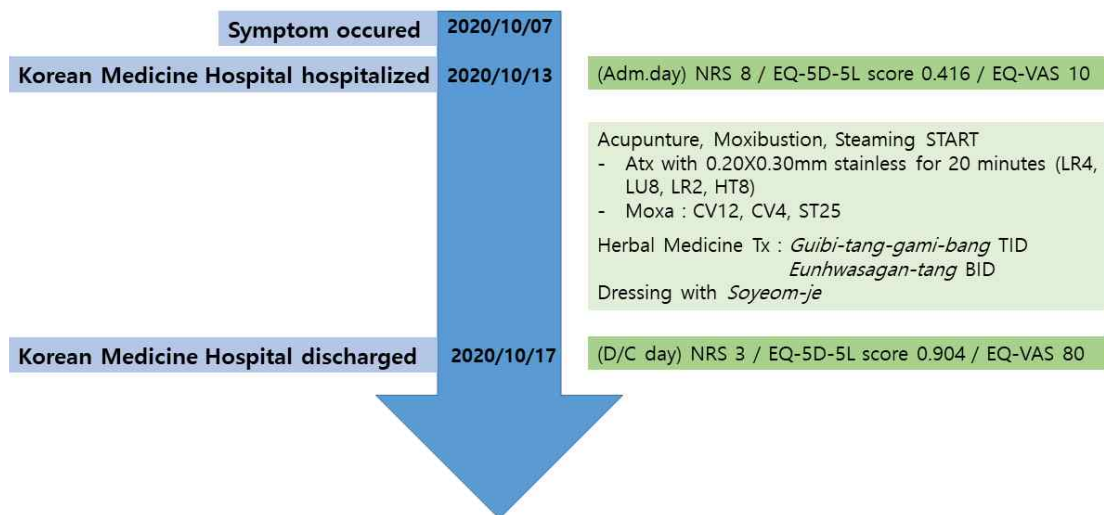 Symptom occured 2020/10/07
Korean Medicine Hospital hospitalized 2020/10/13 (Adm.day) NRS 8 / EQ-5D-5L score 0.416 / EQ-VAS 10
Acupunture, Moxibustion, Steaming START
- Atx with 0.20X0.30mm stainless for 20 minutes (LR4,
LU8, LR2, HT8)
- Moxa : CV12, CV4, ST25
Herbal Medicine Tx : Guibi-tang-gami-bang TID
Eunhwasagan-tang BID
Dressing with Soyeom-je
Korean Medicine Hospital discharged 2020/10/17 (D/C day) NRS 3 / EQ-5D-5L score 0.904 / EQ-VAS 80